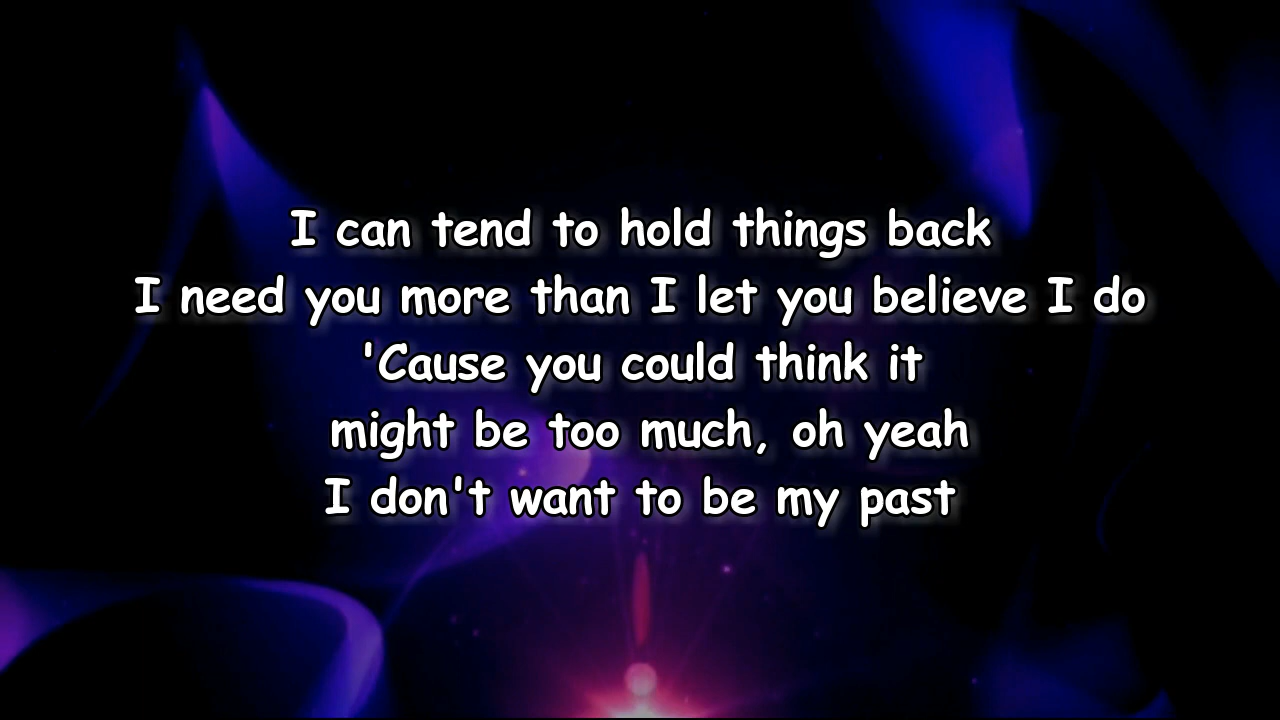 I can tend to hold things back
I need you more than I let you believe I do
'Cause you could think it
might be too much, oh yeah
I don't want to be my past